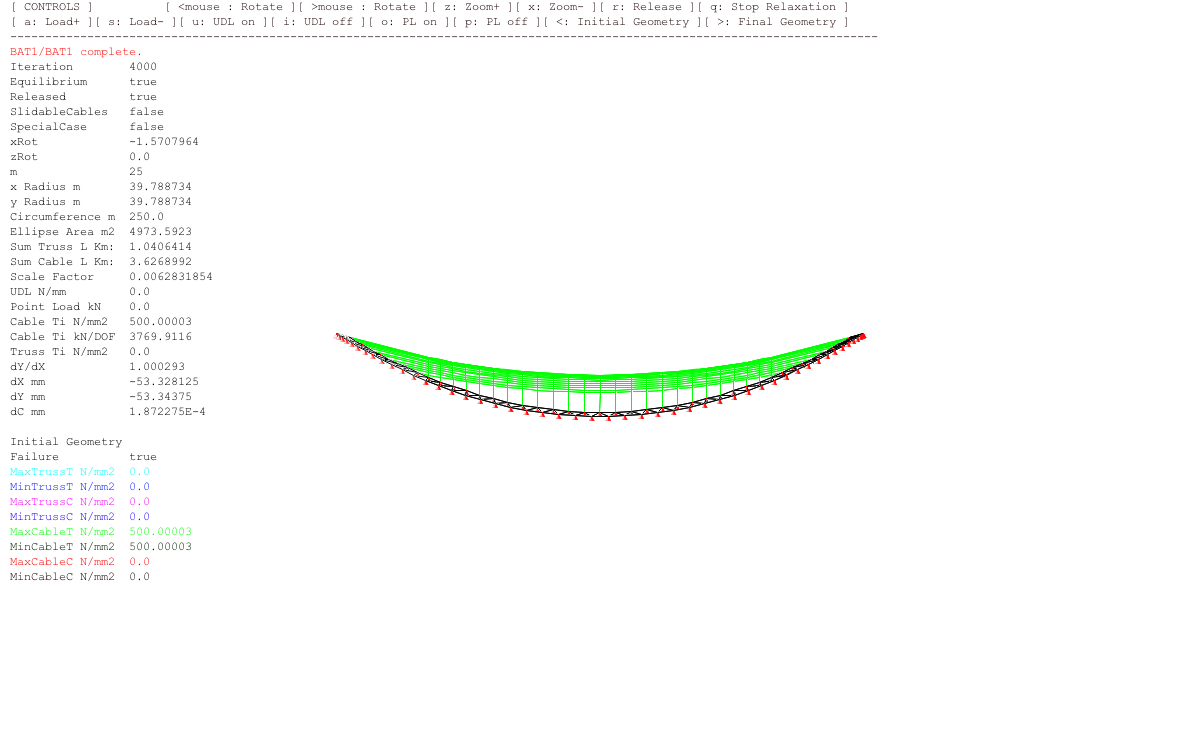 [ CONTROLS ] [ <mouse : Rotate ][ >mouse : Rotate ][ z: Zoom+ ][ x: Zoom- ][ r: Release ][ q: Stop Relaxation ]
[ a: Load+ ][ s: Load- ][ u: UDL on ][ i: UDL off ][ o: PL on ][ p: PL off ][ <: Initial Geometry ][ >: Final Geometry ]
----------------------------------------------------------------------------------------------------------------------------
BAT1/BAT1 complete.
Iteration 4000
Equilibrium true
Released true
SlidableCables false
SpecialCase false
xRot -1.5707964
zRot 0.0
m 25
x Radius m 39.788734
y Radius m 39.788734
Circumference m 250.0
Ellipse Area m2 4973.5923
Sum Truss L Km: 1.0406414
Sum Cable L Km: 3.6268992
Scale Factor 0.0062831854
UDL N/mm 0.0
Point Load kN 0.0
Cable Ti N/mm2 500.00003
Cable Ti kN/DOF 3769.9116
Truss Ti N/mm2 0.0
dY/dX 1.000293
dX mm -53.328125
dY mm -53.34375
dC mm 1.872275E-4
Initial Geometry
Failure true
MaxTrussT N/mm2 0.0
MinTrussT N/mm2 0.0
MaxTrussC N/mm2 0.0
MinTrussC N/mm2 0.0
MaxCableT N/mm2 500.00003
MinCableT N/mm2 500.00003
MaxCableC N/mm2 0.0
MinCableC N/mm2 0.0